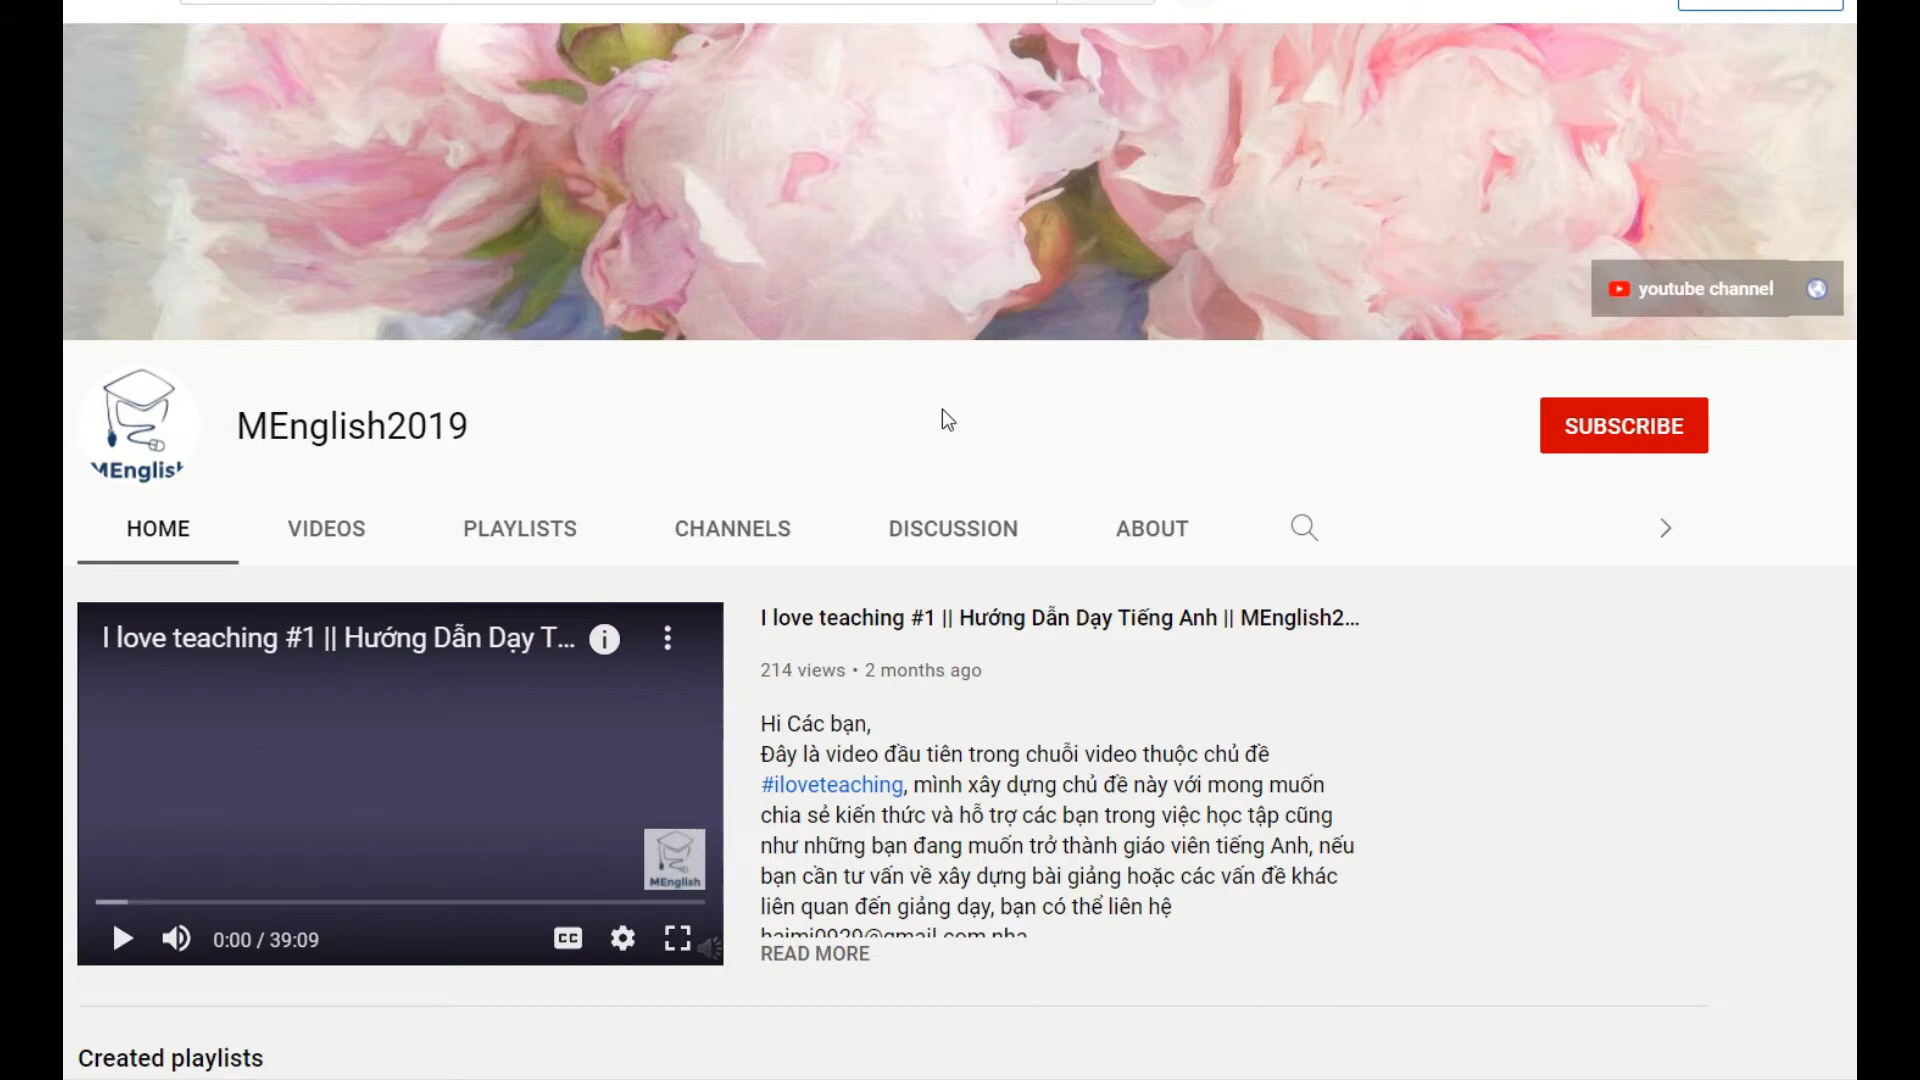 youtube channel
MEnglish
MEnglish2019
SUBSCRIBE
HOME VIDEOS PLAYLISTS CHANNELS DISCUSSION ABOUT
I love teaching #1 || Hướng Dẫn Dạy T...
MEnglish
0:00 / 39:09
CC
I love teaching #1 || Hướng Dẫn Dạy Tiếng Anh || MEnglish2...
214 views • 2 months ago
Hi Các bạn,
Đây là video đầu tiên trong chuỗi video thuộc chủ đề
#iloveteaching, mình xây dựng chủ đề này với mong muốn
chia sẻ kiến thức và hỗ trợ các bạn trong việc học tập cũng
như những bạn đang muốn trở thành giáo viên tiếng Anh, nếu
bạn cần tư vấn về xây dựng bài giảng hoặc các vấn đề khác
liên quan đến giảng dạy, bạn có thể liên hệ
READ MORE
Created playlists